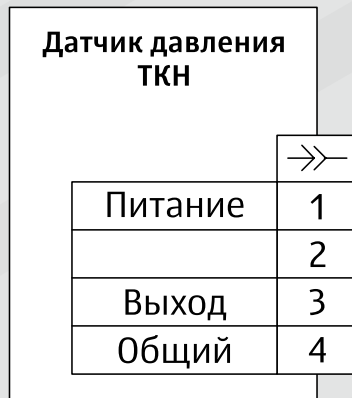 Датчик давления
ТКН
Питание 1
2
Выход 3
Общий 4